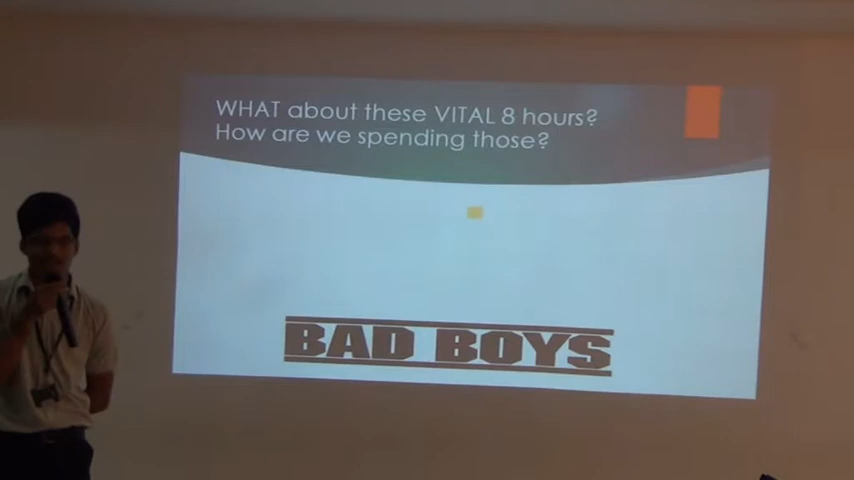 WHAT about these VITAL 8 hours?
How are we spending those?
BAD BOYS